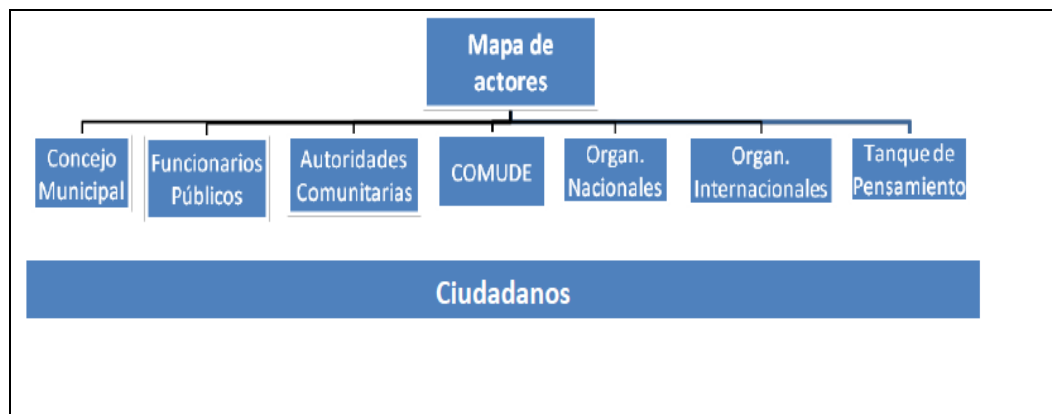 Mapa de
actores
Concejo
Municipal
Funcionarios
Públicos
Autoridades
Comunitarias
COMUDE
Organ.
Nacionales
Organ.
Internacionales
Tanque de
Pensamiento
Ciudadanos